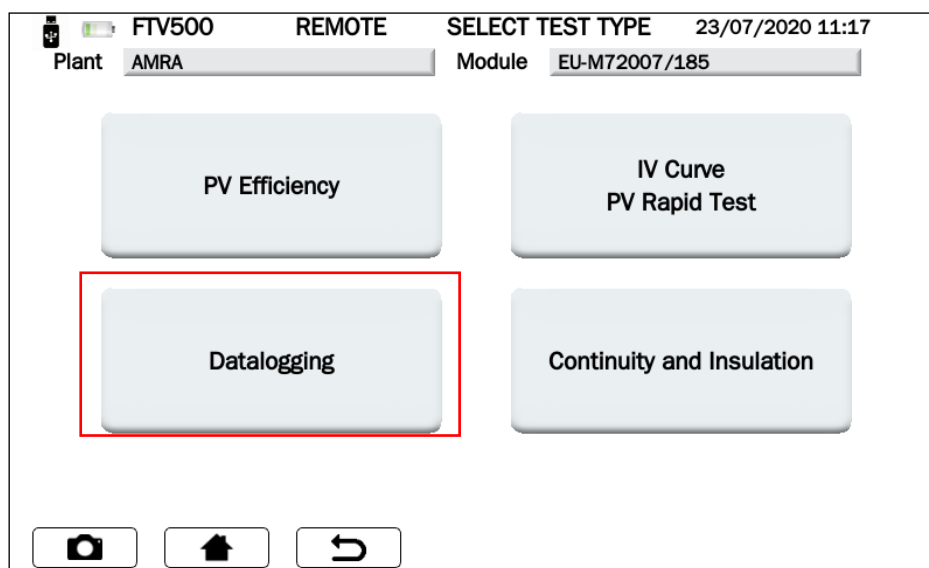 FTV500 REMOTE SELECT TEST TYPE 23/07/2020 11:17
Plant AMRA Module EU-M72007/185
PV Efficiency
IV Curve
PV Rapid Test
Datalogging
Continuity and Insulation